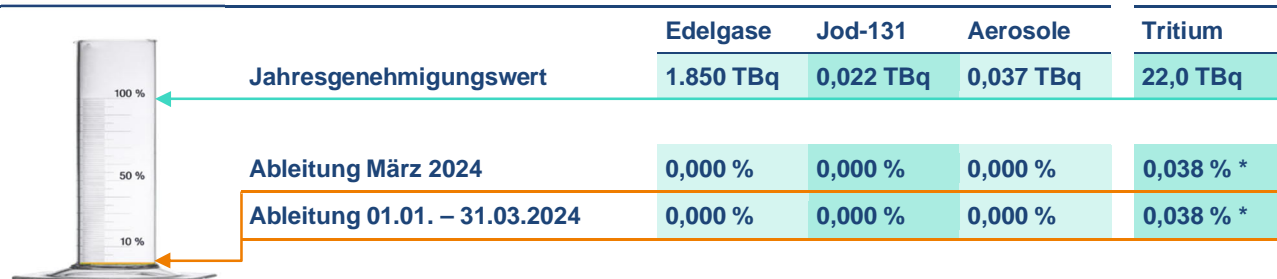 Edelgase Jod-131 Aerosole Tritium
Jahresgenehmigungswert 1.850 TBq 0,022 TBq 0,037 TBq 22,0 TBq
100 %
Ableitung März 2024 0,000 % 0,000 % 0,000 % 0,038 % *
50 %
Ableitung 01.01. – 31.03.2024 0,000 % 0,000 % 0,000 % 0,038 % *
10 %